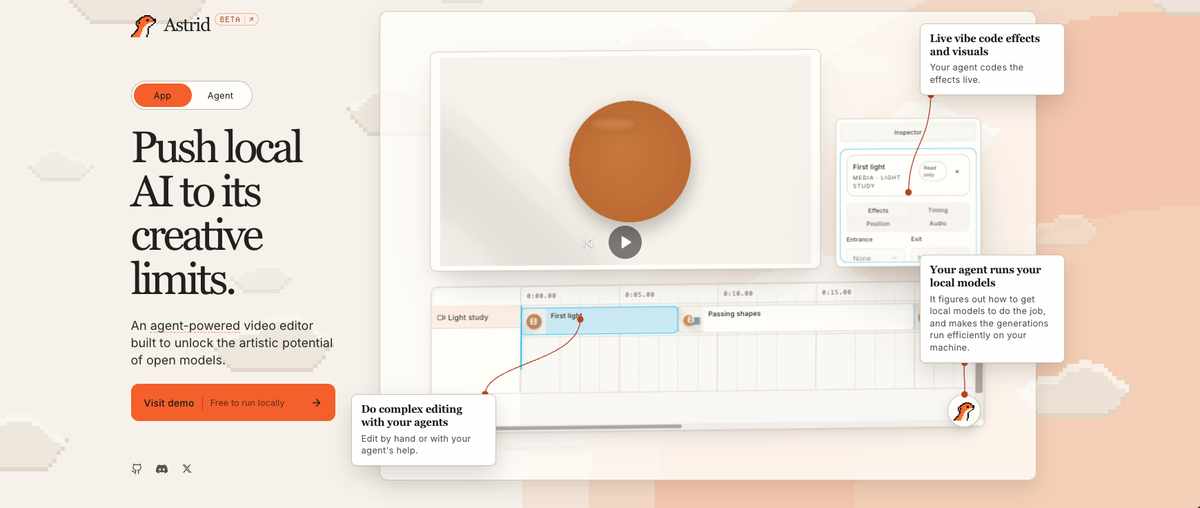 Astrid
BETA
App
Agent
Push local
AI to its
creative
limits.
An agent-powered video editor
built to unlock the artistic potential
of open models.
Visit demo
Free to run locally
Live vibe code effects
and visuals
Your agent codes the
effects live.
Inspector
First light
MEDIA · LIGHT
STUDY
Read
only
×
Effects
Timing
Position
Audio
Entrance
Exit
None
Your agent runs your
local models
It figures out how to get
local models to do the job,
and makes the generations
run efficiently on your
machine.
0:00.00
0:05.00
0:10.00
0:15.00
Light study
First light
Passing shapes
Do complex editing
with your agents
Edit by hand or with your
agent's help.